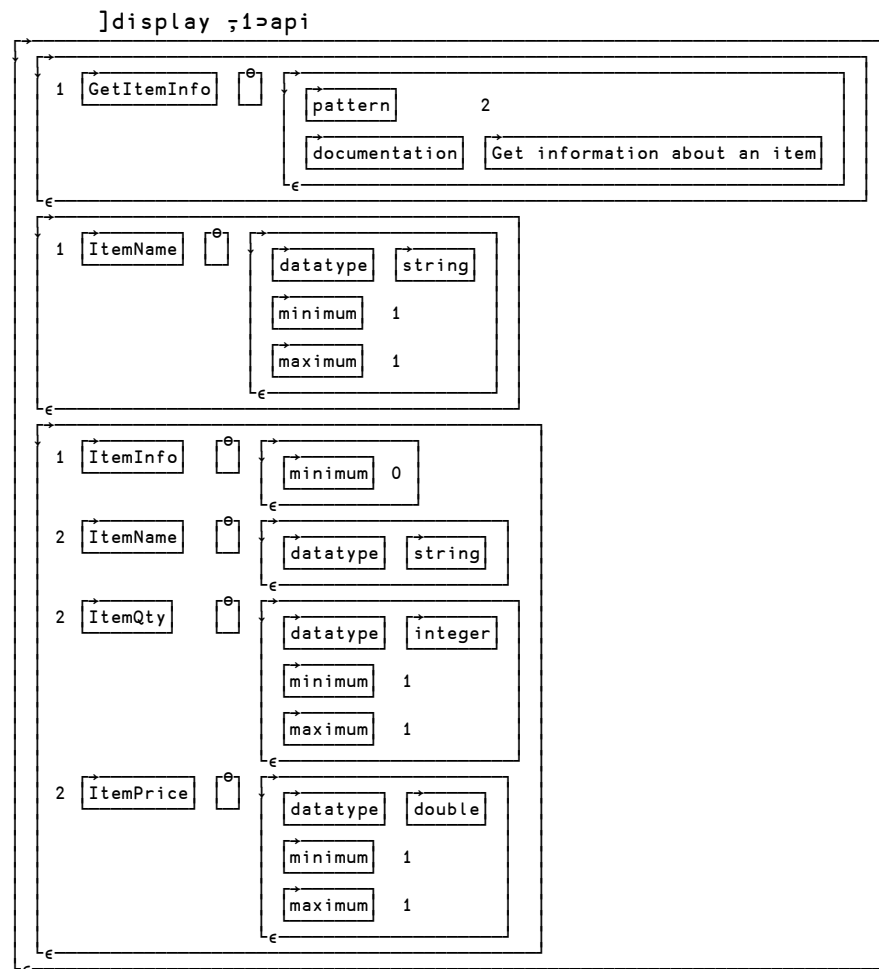 ]display ⍪1⊃api
1 GetItemInfo pattern 2
documentation Get information about an item
1 ItemName datatype string
minimum 1
maximum 1
1 ItemInfo minimum 0
2 ItemName datatype string
2 ItemQty datatype integer
minimum 1
maximum 1
2 ItemPrice datatype double
minimum 1
maximum 1